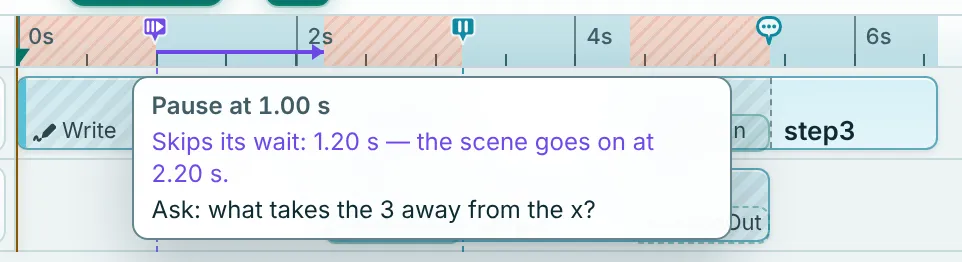 0s
2s
4s
6s
Pause at 1.00 s
Skips its wait: 1.20 s — the scene goes on at
2.20 s.
Ask: what takes the 3 away from the x?
Write
step3